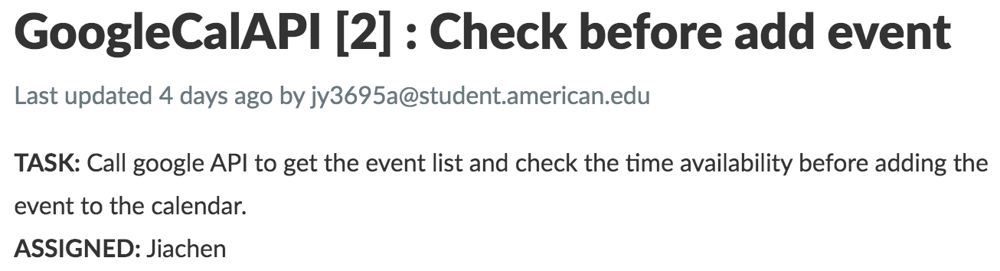 GoogleCalAPI [2] : Check before add event
Last updated 4 days ago by jy3695a@student.american.edu
TASK: Call google API to get the event list and check the time availability before adding the
event to the calendar.
ASSIGNED: Jiachen